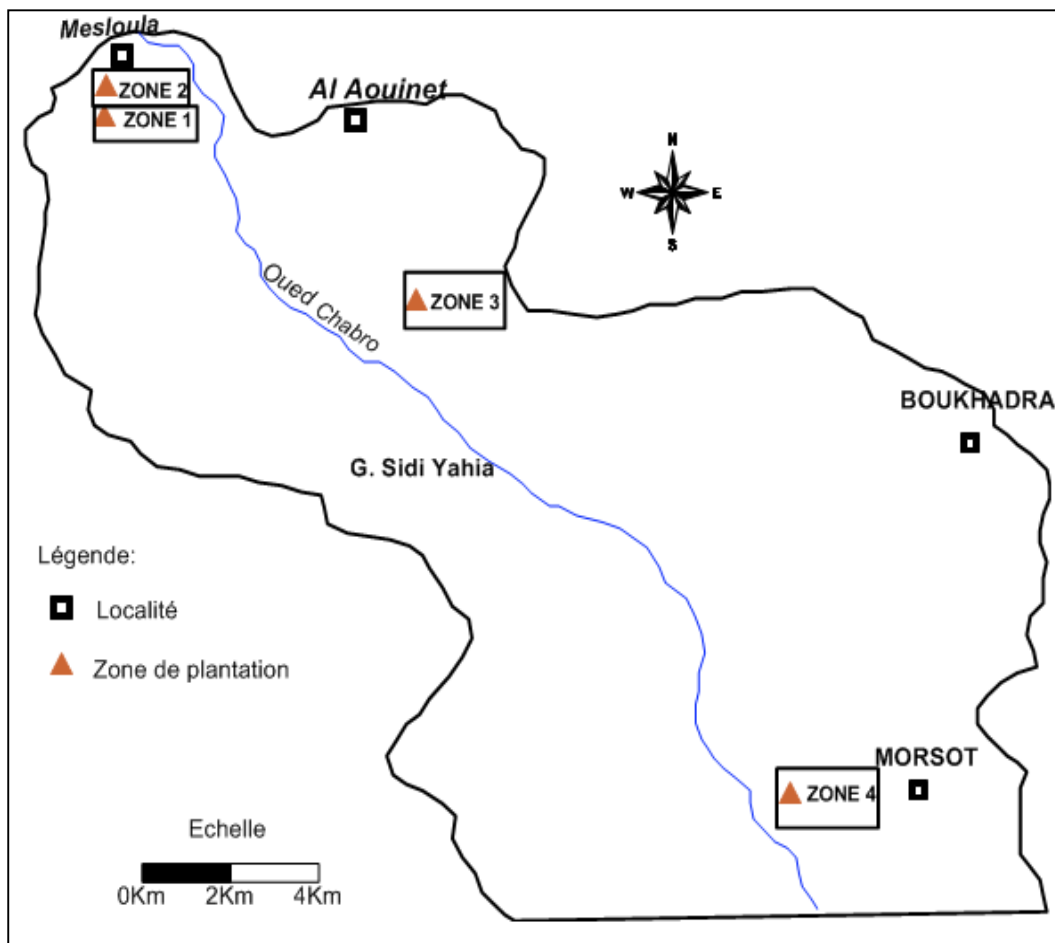 Mesloula
ZONE 2
ZONE 1
Al Aouinet
N
W E
S
Oued Chabro
ZONE 3
BOUKHADRA
G. Sidi Yahia
Légende:
Localité
Zone de plantation
MORSOT
ZONE 4
Echelle
0Km 2Km 4Km